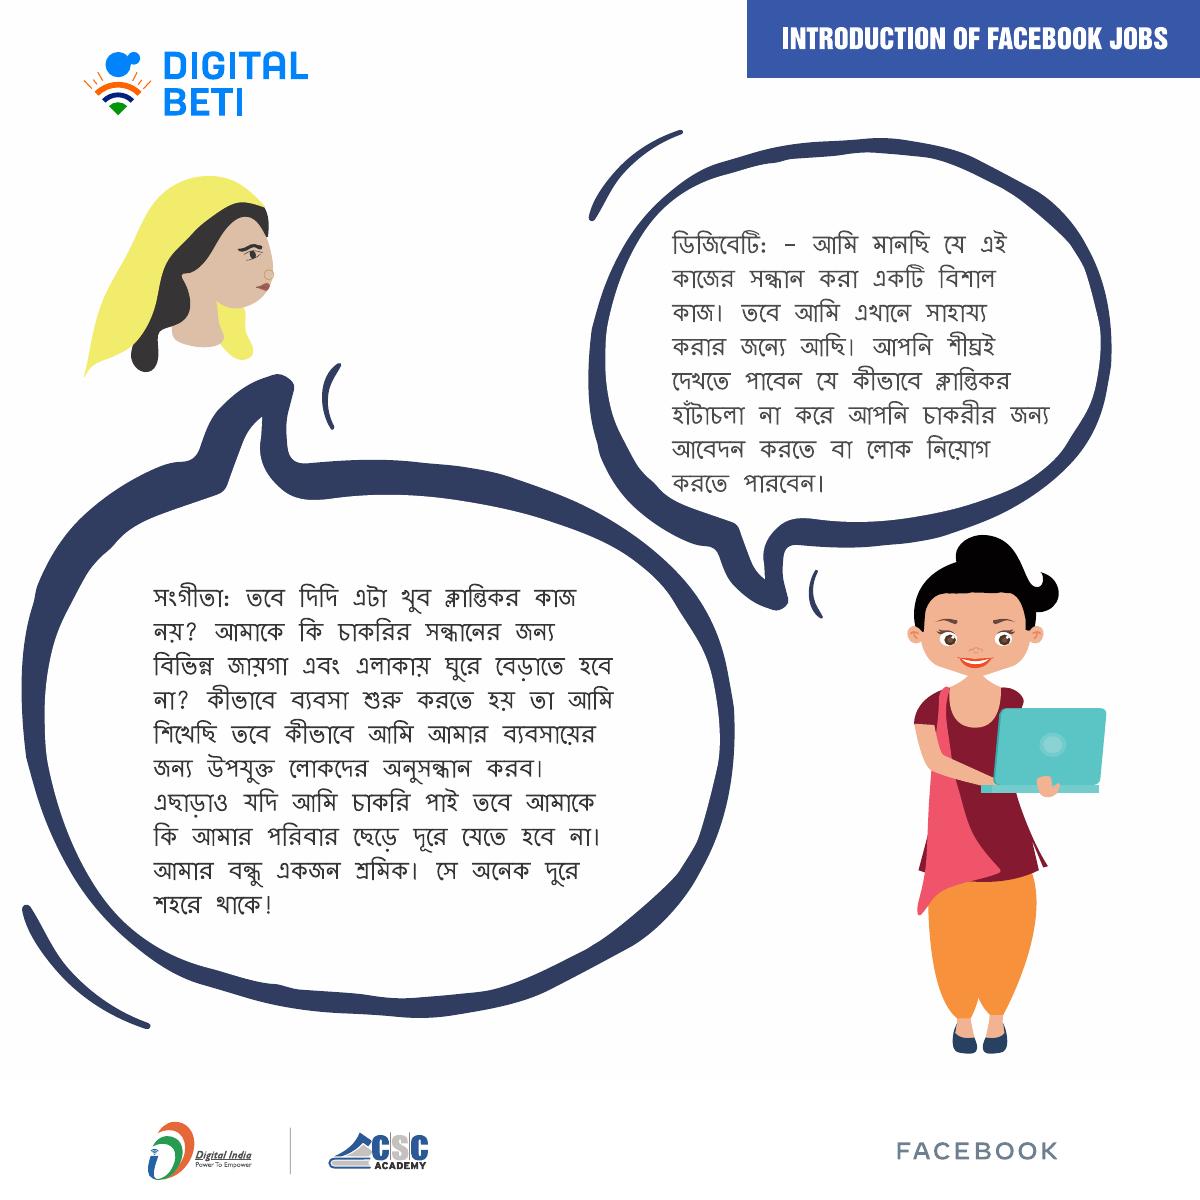 INTRODUCTION OF FACEBOOK JOBS
DIGITAL
BETI
সংগীতা: তবে দিদি এটা খুব ক্লান্তিকর কাজ
নয়? আমাকে কি চাকরির সন্ধানের জন্য
বিভিন্ন জায়গা এবং এলাকায় ঘুরে বেড়াতে হবে
না? কীভাবে ব্যবসা শুরু করতে হয় তা আমি
শিখেছি তবে কীভাবে আমি আমার ব্যবসায়ের
জন্য উপযুক্ত লোকদের অনুসন্ধান করব।
এছাড়াও যদি আমি চাকরি পাই তবে আমাকে
কি আমার পরিবার ছেড়ে দূরে যেতে হবে না।
আমার বন্ধু একজন শ্রমিক। সে অনেক দুরে
শহরে থাকে!
ডিজিবেটি: - আমি মানছি যে এই
কাজের সন্ধান করা একটি বিশাল
কাজ। তবে আমি এখানে সাহায্য
করার জন্যে আছি। আপনি শীঘ্রই
দেখতে পাবেন যে কীভাবে ক্লান্তিকর
হাঁটাচলা না করে আপনি চাকরীর জন্য
আবেদন করতে বা লোক নিয়োগ
করতে পারবেন।
Digital India
Power To Empower
CSC
ACADEMY
FACEBOOK